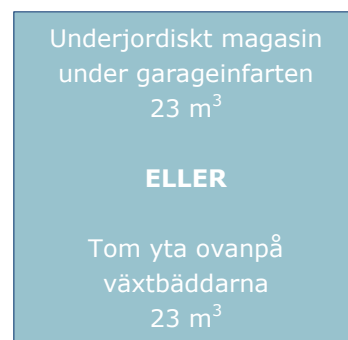 Underjordiskt magasin
under garageinfarten
23 m³
ELLER
Tom yta ovanpå
växtbäddarna
23 m³